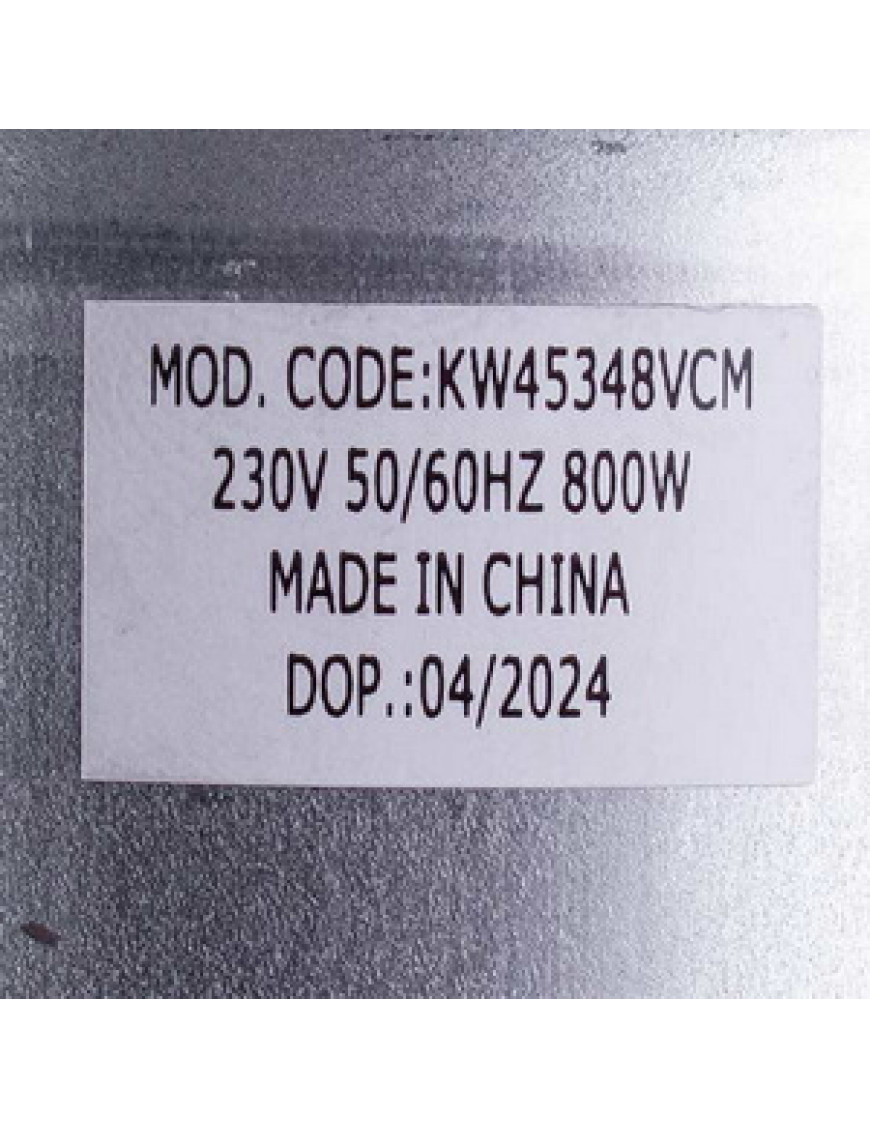 MOD. CODE:KW45348VCM
230V 50/60HZ 800W
MADE IN CHINA
DOP.:04/2024